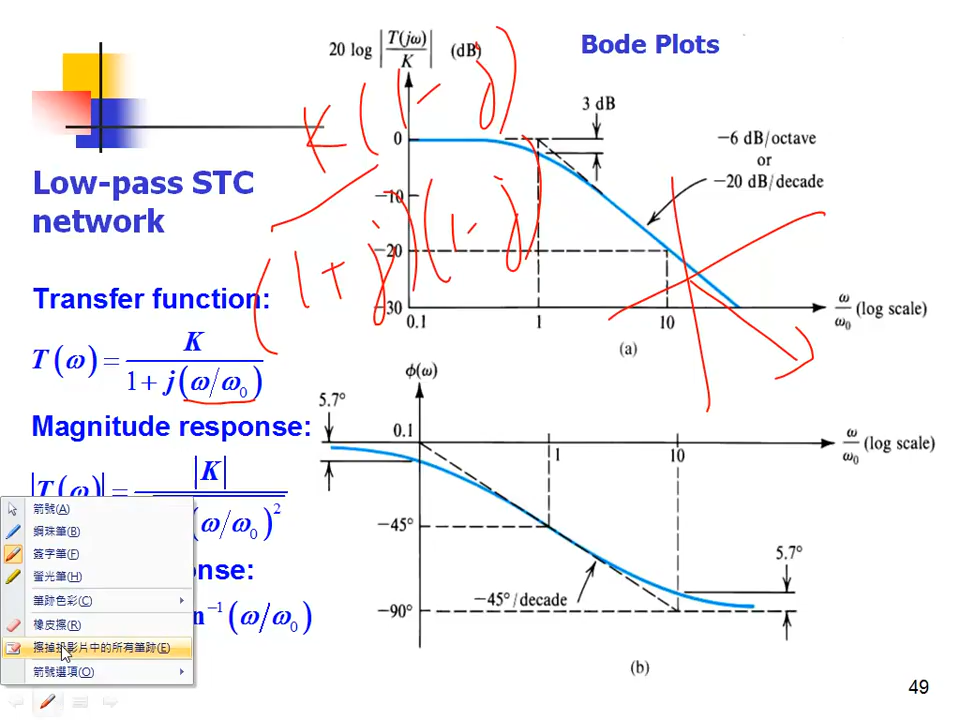 Bode Plots
20 log |T(jω)/K| (dB)
3 dB
0
−10
−20
−30
−6 dB/octave
or
−20 dB/decade
0.1
1
10
ω/ω₀ (log scale)
(a)
K(1-j)
(1+j)(1-j)
Low-pass STC
network
Transfer function:
T(ω) = K / (1 + j(ω/ω₀))
Magnitude response:
|T(ω)| = |K|
(ω/ω₀)²
onse:
n⁻¹(ω/ω₀)
箭號(A)
鋼珠筆(B)
簽字筆(F)
螢光筆(H)
筆跡色彩(C)
橡皮擦(R)
擦掉投影片中的所有筆跡(E)
箭號選項(O)
ϕ(ω)
5.7°
0.1
1
10
ω/ω₀ (log scale)
−45°
−90°
−45°/decade
5.7°
(b)
49